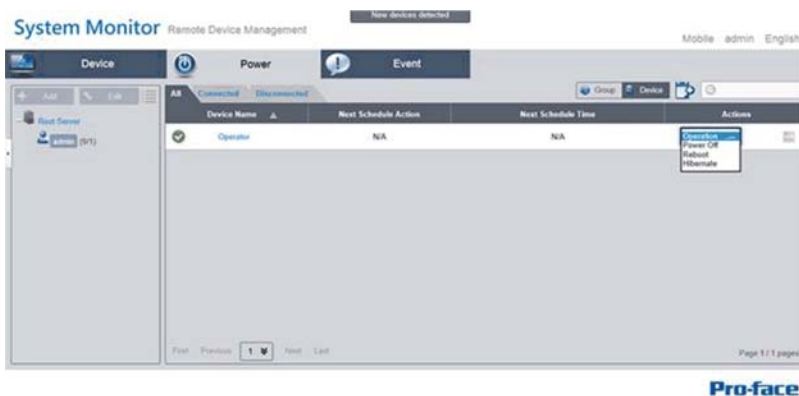 New devices detected
System Monitor Remote Device Management
Mobile admin English
Device Power Event
Add Edit
All Connected Disconnected
Group Device
Root Server
admin (0/1)
Device Name Next Schedule Action Next Schedule Time Actions
Operator N/A N/A Operation
Power Off
Reboot
Hibernate
First Previous 1 Next Last
Page 1 / 1 pages
Pro-face